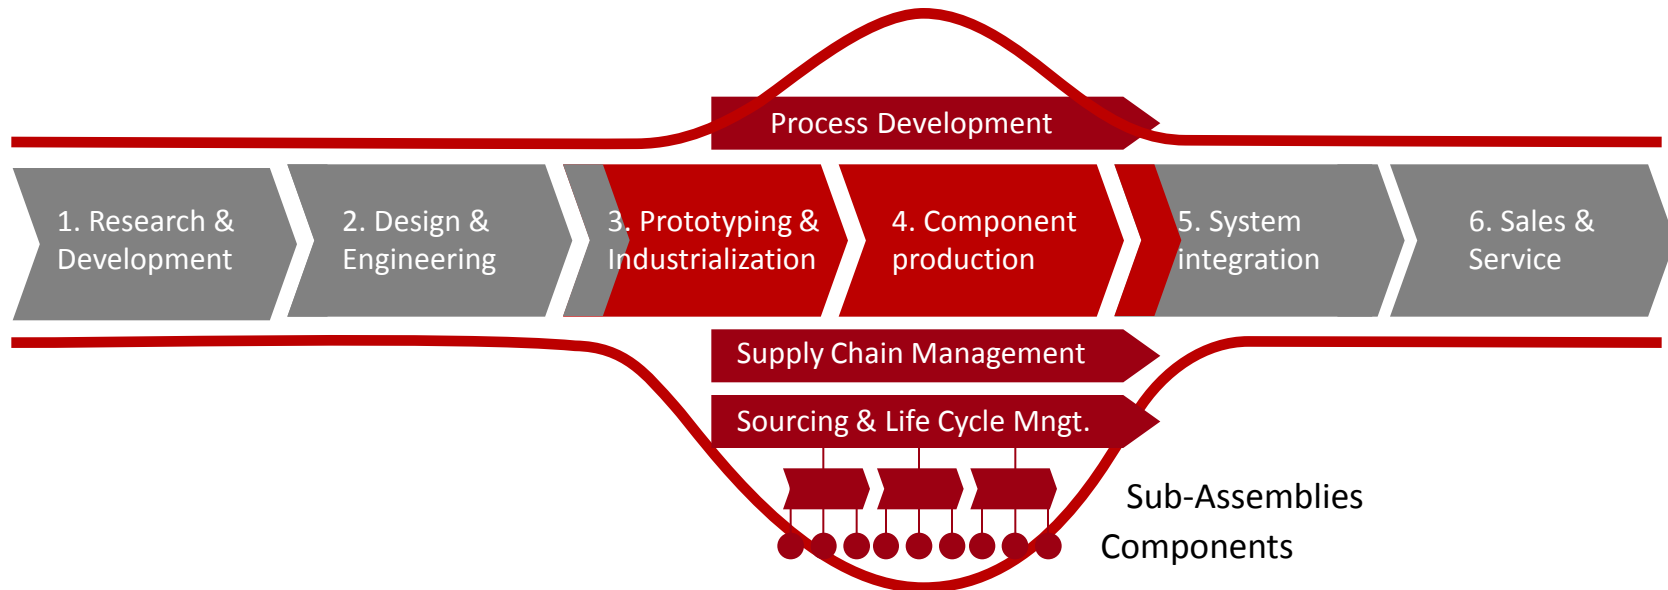 Process Development
1. Research &
Development
2. Design &
Engineering
3. Prototyping &
Industrialization
4. Component
production
5. System
integration
6. Sales &
Service
Supply Chain Management
Sourcing & Life Cycle Mngt.
Sub-Assemblies
Components